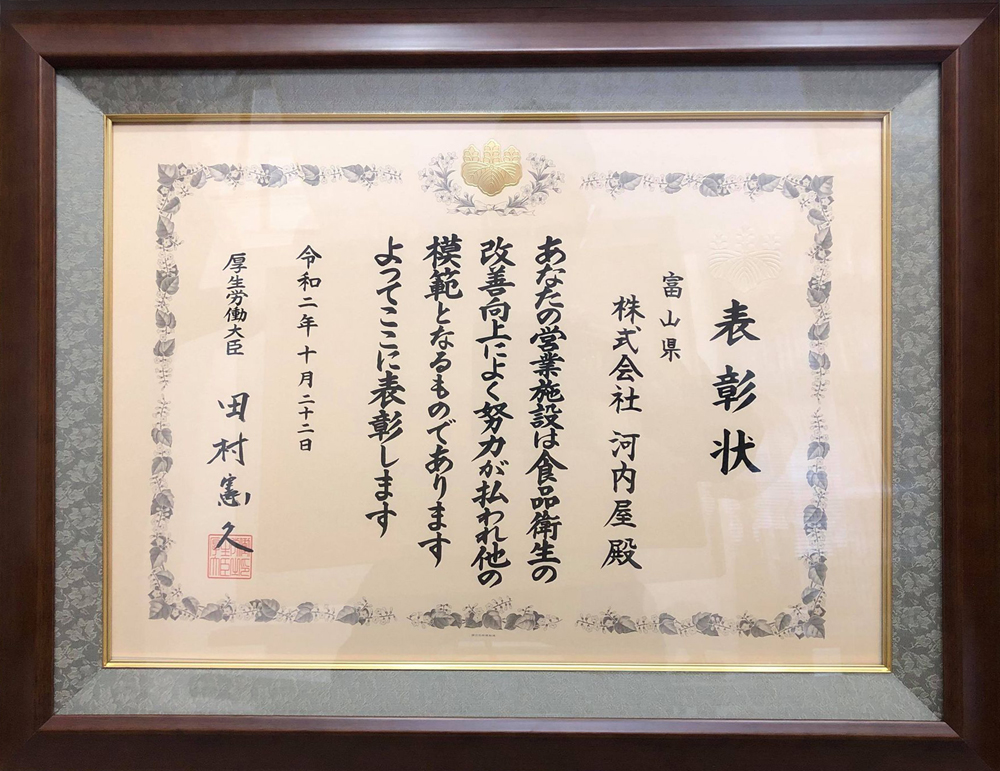 表彰状
富山県
株式会社 河内屋 殿
あなたの営業施設は食品衛生の
改善向上によく努力が払われ他の
模範となるものであります
よってここに表彰します
令和二年十月二十二日
厚生労働大臣 田村憲久